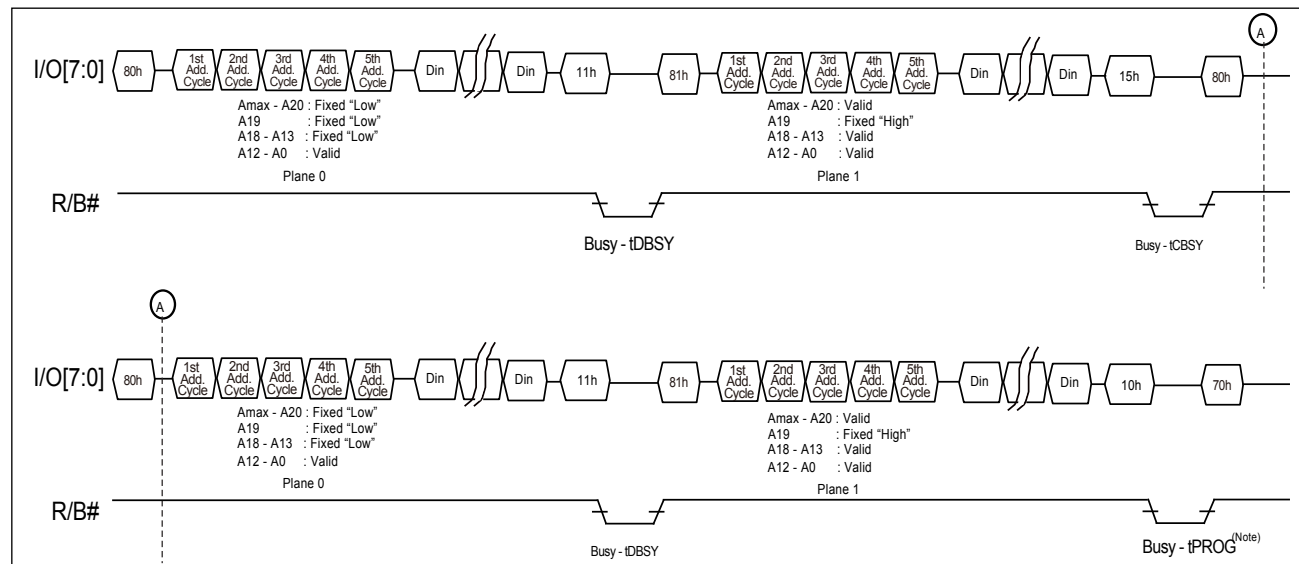 A
I/O[7:0] 80h 1st Add. Cycle 2nd Add. Cycle 3rd Add. Cycle 4th Add. Cycle 5th Add. Cycle Din Din 11h 81h 1st Add. Cycle 2nd Add. Cycle 3rd Add. Cycle 4th Add. Cycle 5th Add. Cycle Din Din 15h 80h
Amax - A20 : Fixed “Low”
A19 : Fixed “Low”
A18 - A13 : Fixed “Low”
A12 - A0 : Valid
Plane 0
Amax - A20 : Valid
A19 : Fixed “High”
A18 - A13 : Valid
A12 - A0 : Valid
Plane 1
R/B#
Busy - tDBSY
Busy - tCBSY
A
I/O[7:0] 80h 1st Add. Cycle 2nd Add. Cycle 3rd Add. Cycle 4th Add. Cycle 5th Add. Cycle Din Din 11h 81h 1st Add. Cycle 2nd Add. Cycle 3rd Add. Cycle 4th Add. Cycle 5th Add. Cycle Din Din 10h 70h
Amax - A20 : Fixed “Low”
A19 : Fixed “Low”
A18 - A13 : Fixed “Low”
A12 - A0 : Valid
Plane 0
Amax - A20 : Valid
A19 : Fixed “High”
A18 - A13 : Valid
A12 - A0 : Valid
Plane 1
R/B#
Busy - tDBSY
Busy - tPROG(Note)